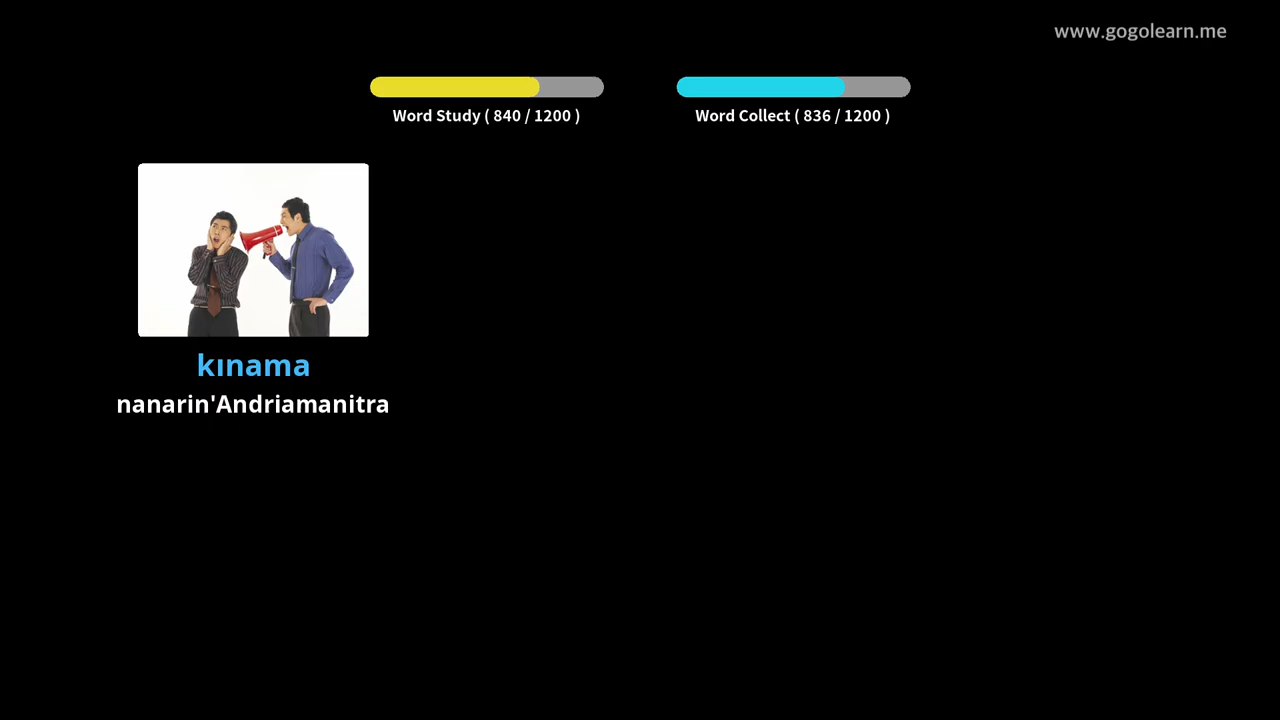 www.gogolearn.me
Word Study ( 840 / 1200 )
Word Collect ( 836 / 1200 )
kınama
nanarin'Andriamanitra